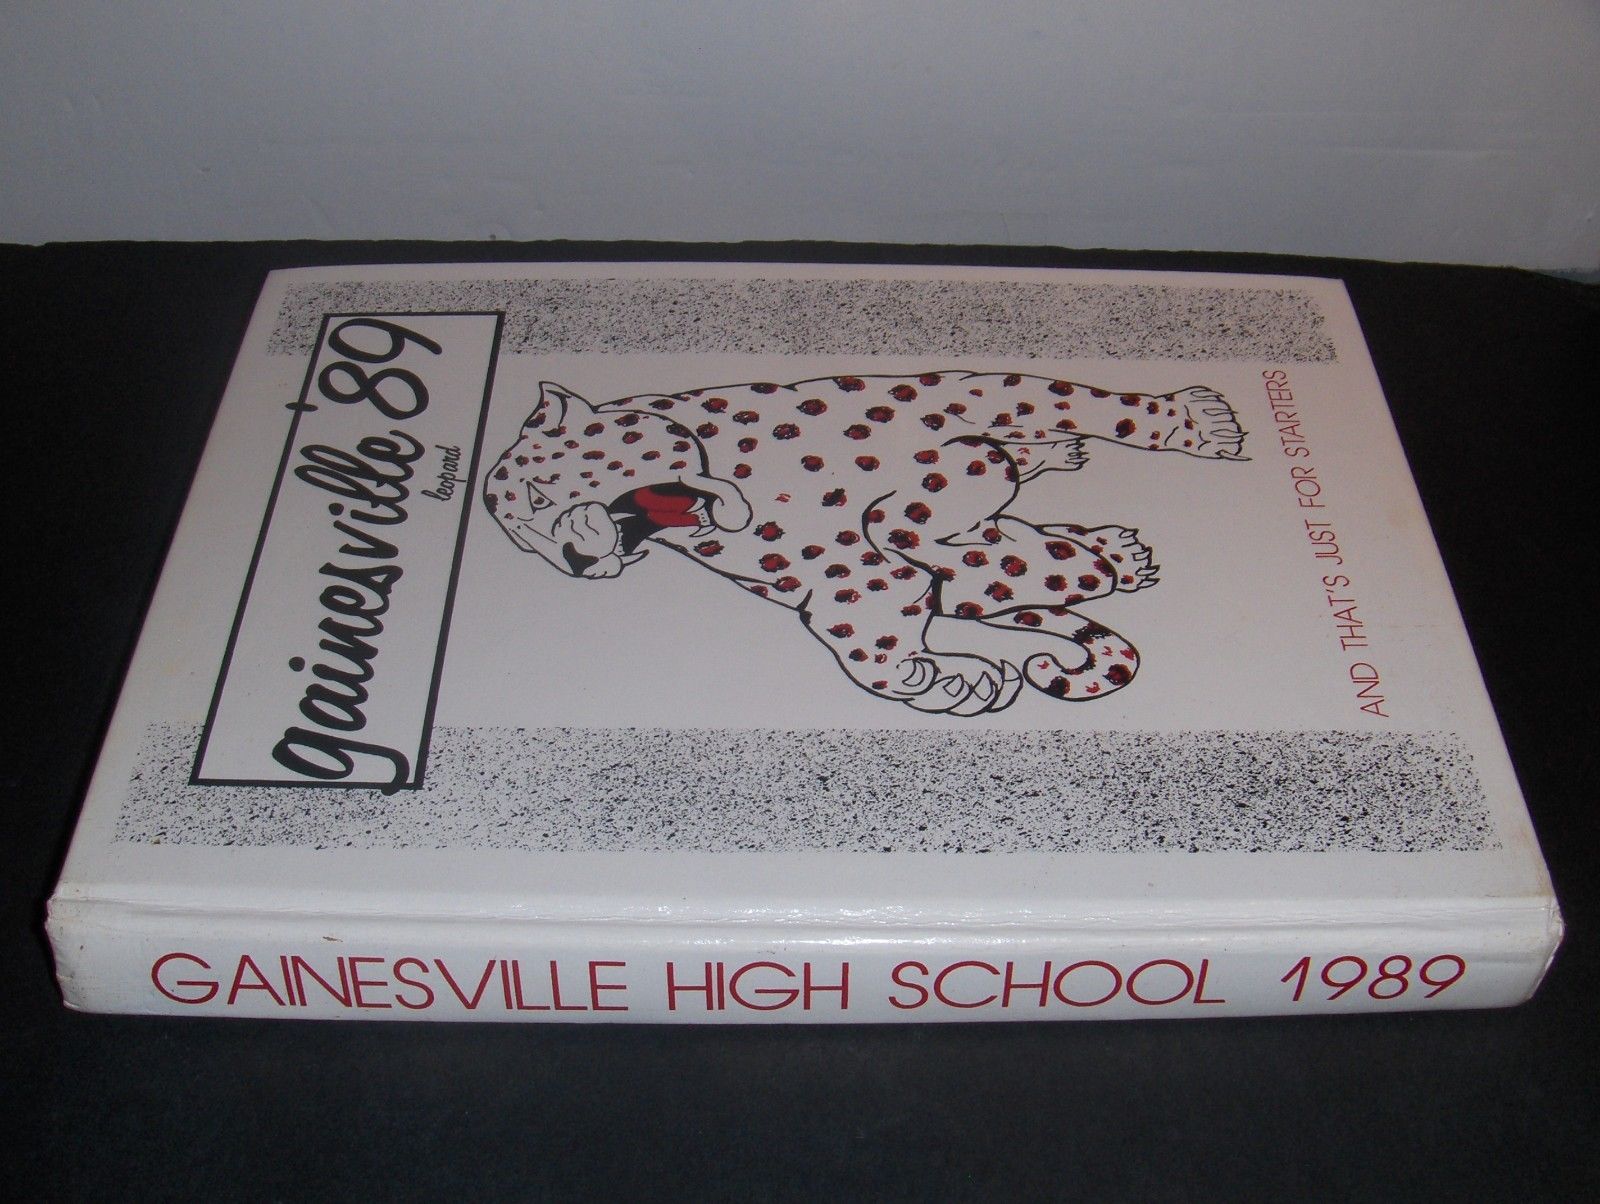 gainesville '89
leopard
AND THAT'S JUST FOR STARTERS
GAINESVILLE HIGH SCHOOL 1989